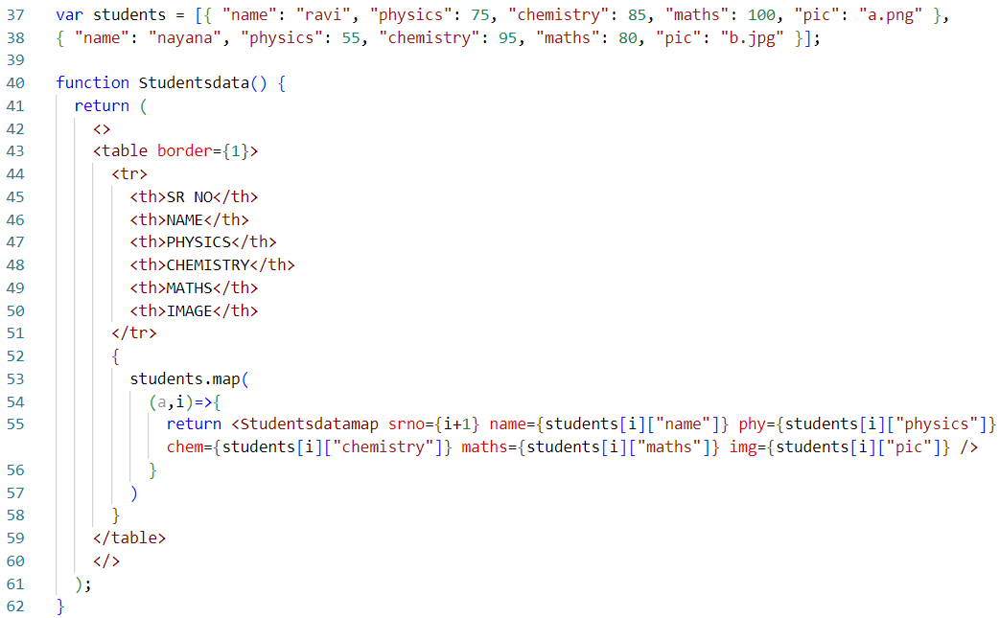 37 var students = [{ "name": "ravi", "physics": 75, "chemistry": 85, "maths": 100, "pic": "a.png" },
38 { "name": "nayana", "physics": 55, "chemistry": 95, "maths": 80, "pic": "b.jpg" }];
39
40 function Studentsdata() {
41   return (
42     <>
43     <table border={1}>
44       <tr>
45         <th>SR NO</th>
46         <th>NAME</th>
47         <th>PHYSICS</th>
48         <th>CHEMISTRY</th>
49         <th>MATHS</th>
50         <th>IMAGE</th>
51       </tr>
52       {
53         students.map(
54           (a,i)=>{
55             return <Studentsdatamap srno={i+1} name={students[i]["name"]} phy={students[i]["physics"]}
            chem={students[i]["chemistry"]} maths={students[i]["maths"]} img={students[i]["pic"]} />
56           }
57         )
58       }
59     </table>
60     </>
61   );
62 }